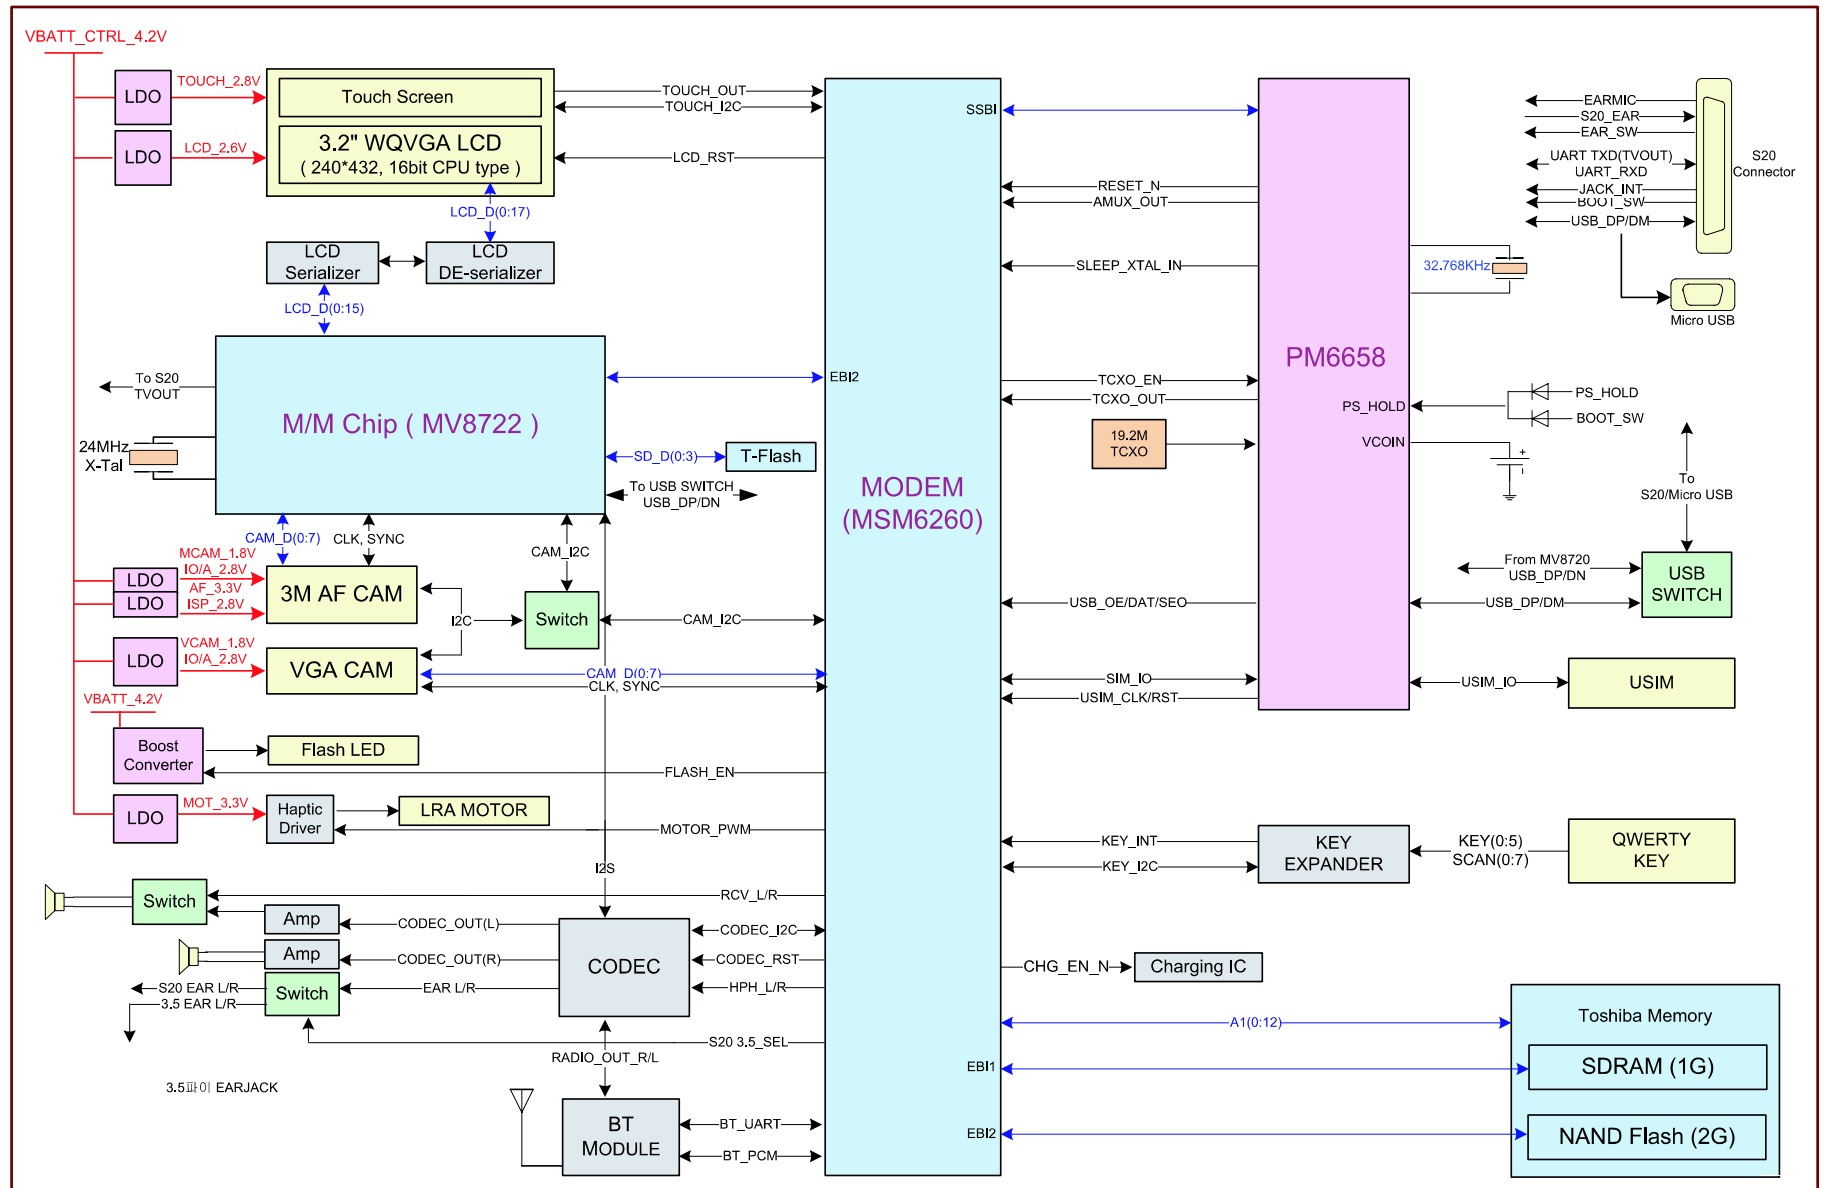 VBATT_CTRL_4.2V
LDO
TOUCH_2.8V
Touch Screen
LDO
LCD_2.6V
3.2" WQVGA LCD
( 240*432, 16bit CPU type )
TOUCH_OUT
TOUCH_I2C
LCD_RST
LCD_D(0:17)
LCD
Serializer
LCD
DE-serializer
LCD_D(0:15)
To S20
TVOUT
M/M Chip ( MV8722 )
24MHz
X-Tal
EBI2
SD_D(0:3)
T-Flash
To USB SWITCH
USB_DP/DN
CAM_D(0:7)
CLK, SYNC
CAM_I2C
MCAM_1.8V
IO/A_2.8V
AF_3.3V
ISP_2.8V
LDO
LDO
3M AF CAM
I2C
Switch
CAM_I2C
VCAM_1.8V
IO/A_2.8V
LDO
VGA CAM
CAM_D(0:7)
CLK, SYNC
VBATT_4.2V
Boost
Converter
Flash LED
FLASH_EN
LDO
MOT_3.3V
Haptic
Driver
LRA MOTOR
MOTOR_PWM
I2S
Switch
RCV_L/R
Amp
CODEC_OUT(L)
Amp
CODEC_OUT(R)
CODEC
CODEC_I2C
CODEC_RST
HPH_L/R
S20 EAR L/R
3.5 EAR L/R
Switch
EAR L/R
S20 3.5_SEL
RADIO_OUT_R/L
3.5파이 EARJACK
BT
MODULE
BT_UART
BT_PCM
MODEM
(MSM6260)
SSBI
RESET_N
AMUX_OUT
SLEEP_XTAL_IN
TCXO_EN
TCXO_OUT
19.2M
TCXO
USB_OE/DAT/SEO
SIM_IO
USIM_CLK/RST
PM6658
PS_HOLD
VCOIN
KEY_INT
KEY_I2C
KEY
EXPANDER
KEY(0:5)
SCAN(0:7)
QWERTY
KEY
CHG_EN_N
Charging IC
A1(0:12)
EBI1
EBI2
Toshiba Memory
SDRAM (1G)
NAND Flash (2G)
EARMIC
S20_EAR
EAR_SW
UART TXD(TVOUT)
UART_RXD
JACK_INT
BOOT_SW
USB_DP/DM
S20
Connector
32.768KHz
Micro USB
PS_HOLD
BOOT_SW
+
-
To
S20/Micro USB
From MV8720
USB_DP/DN
USB_DP/DM
USB
SWITCH
USIM_IO
USIM